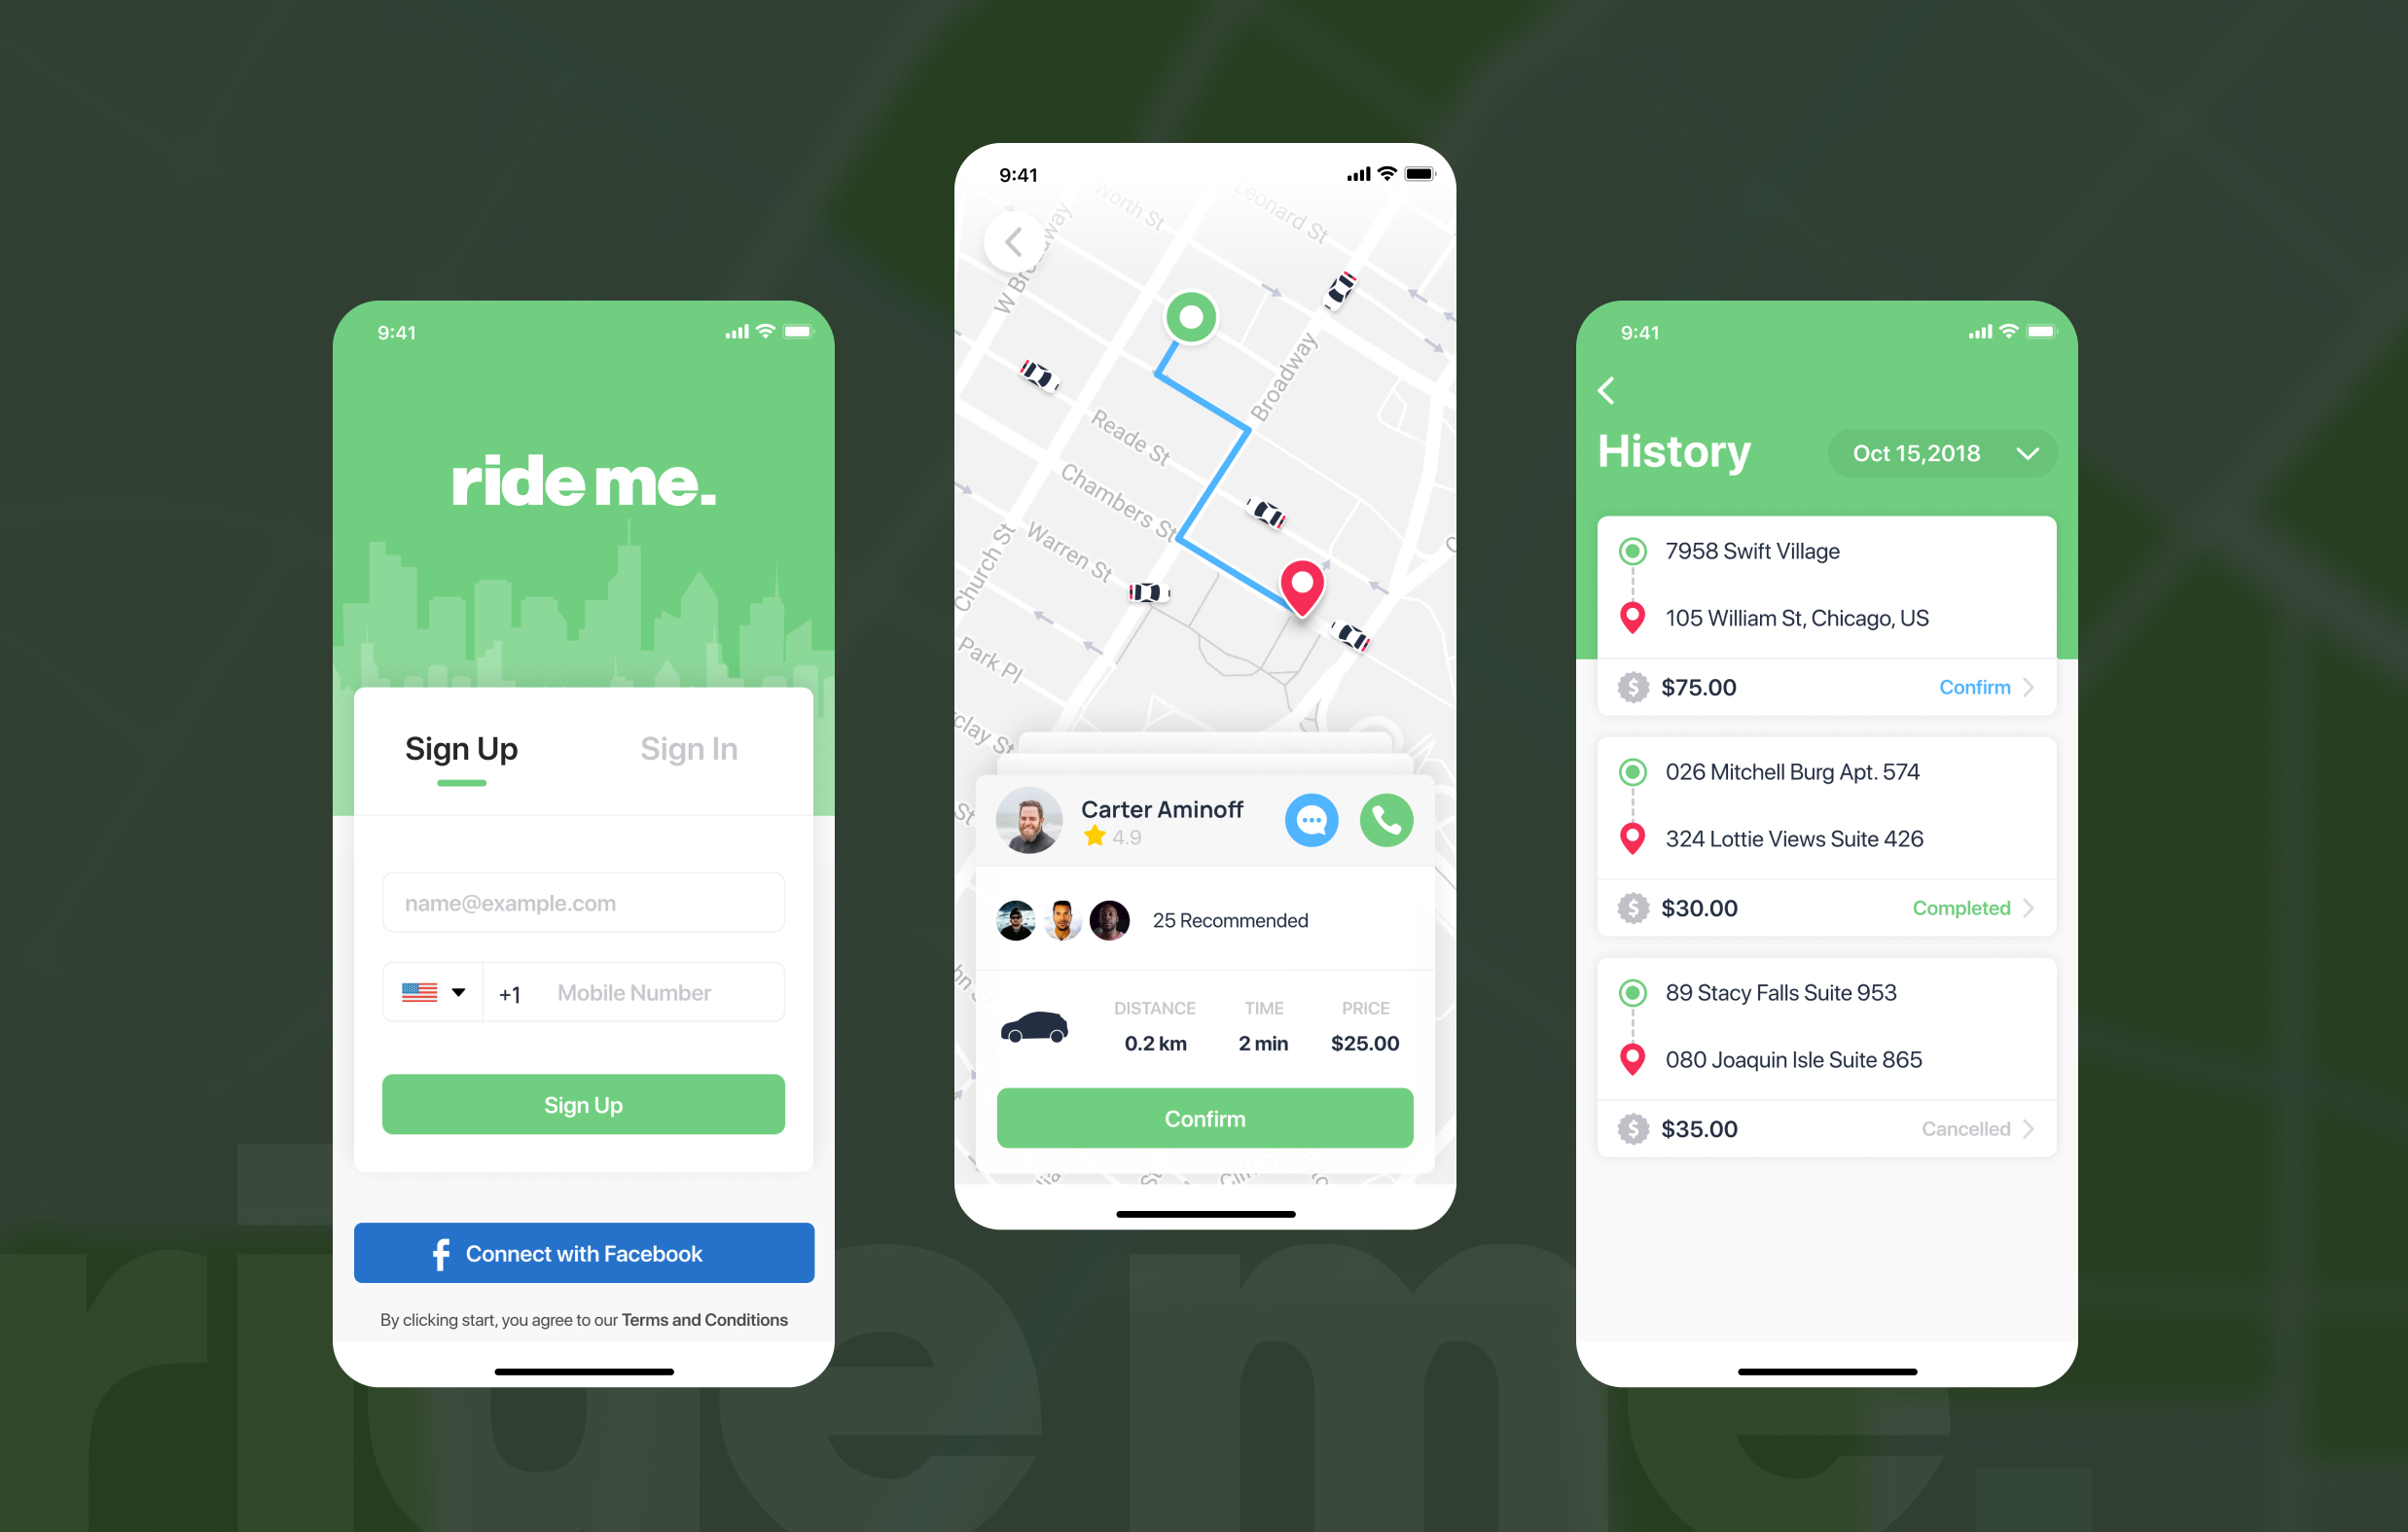 9:41
ride me.
Sign Up
Sign In
name@example.com
+1
Mobile Number
Sign Up
Connect with Facebook
By clicking start, you agree to our Terms and Conditions
9:41
Worth St
Leonard St
W Broadway
Broadway
Reade St
Chambers St
Warren St
Church St
Park Pl
clay St
St
Carter Aminoff
4.9
25 Recommended
DISTANCE
TIME
PRICE
0.2 km
2 min
$25.00
Confirm
9:41
History
Oct 15,2018
7958 Swift Village
105 William St, Chicago, US
$75.00
Confirm
026 Mitchell Burg Apt. 574
324 Lottie Views Suite 426
$30.00
Completed
89 Stacy Falls Suite 953
080 Joaquin Isle Suite 865
$35.00
Cancelled
ride me.